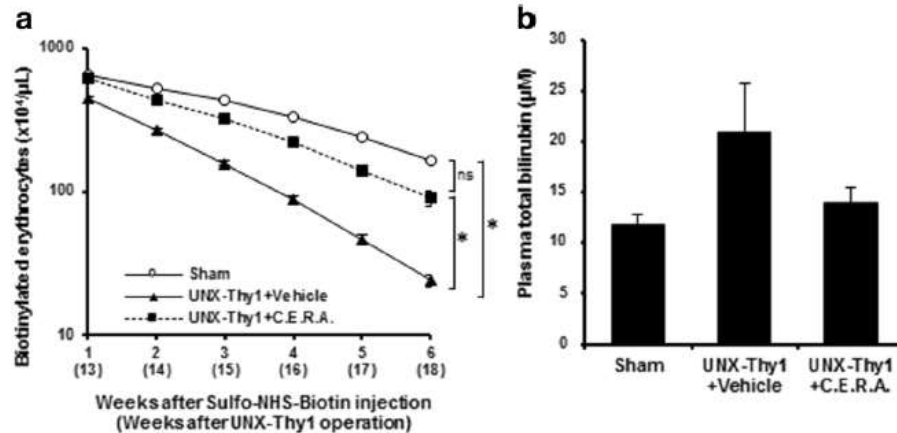 a
Biotinylated erythrocytes (x10⁴/µL)
1000
100
10
Sham
UNX-Thy1+Vehicle
UNX-Thy1+C.E.R.A.
ns
*
*
1 2 3 4 5 6
(13) (14) (15) (16) (17) (18)
Weeks after Sulfo-NHS-Biotin injection
(Weeks after UNX-Thy1 operation)
b
Plasma total bilirubin (µM)
30
25
20
15
10
5
0
Sham UNX-Thy1 UNX-Thy1
+Vehicle +C.E.R.A.